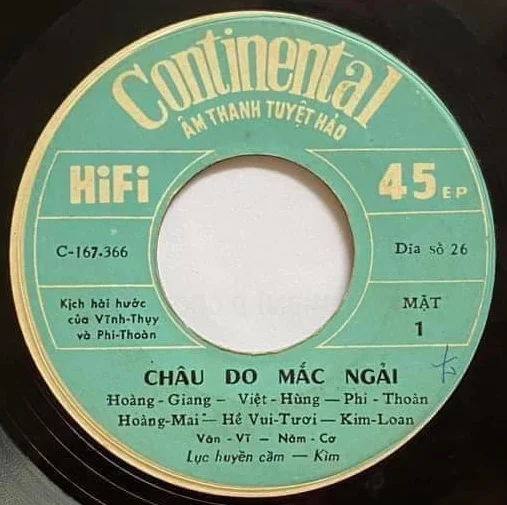 Continental
ÂM THANH TUYỆT HẢO
HiFi
45 EP
C-167.366
Dĩa số 26
Kịch hài hước
của Vĩnh-Thụy
và Phi-Thoàn
MẶT
1
CHÂU DO MẮC NGẢI
Hoàng-Giang — Việt-Hùng — Phi-Thoàn
Hoàng-Mai — Hề Vui-Tươi — Kim-Loan
Văn-Vĩ — Năm-Cơ
Lục huyền cầm — Kìm